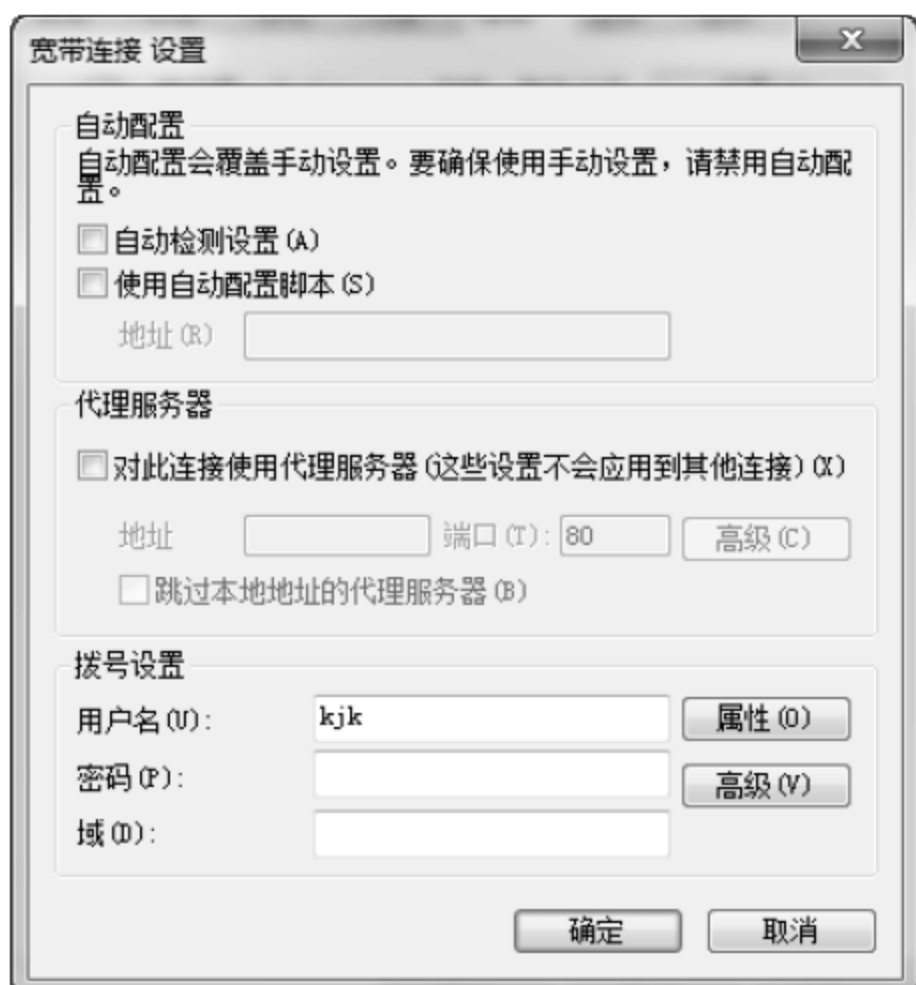 宽带连接 设置
自动配置
自动配置会覆盖手动设置。要确保使用手动设置，请禁用自动配
置。
自动检测设置(A)
使用自动配置脚本(S)
地址(R)
代理服务器
对此连接使用代理服务器(这些设置不会应用到其他连接)(X)
地址 端口(T): 80 高级(C)
跳过本地地址的代理服务器(B)
拨号设置
用户名(U): kjk 属性(O)
密码(P): 高级(V)
域(D):
确定 取消